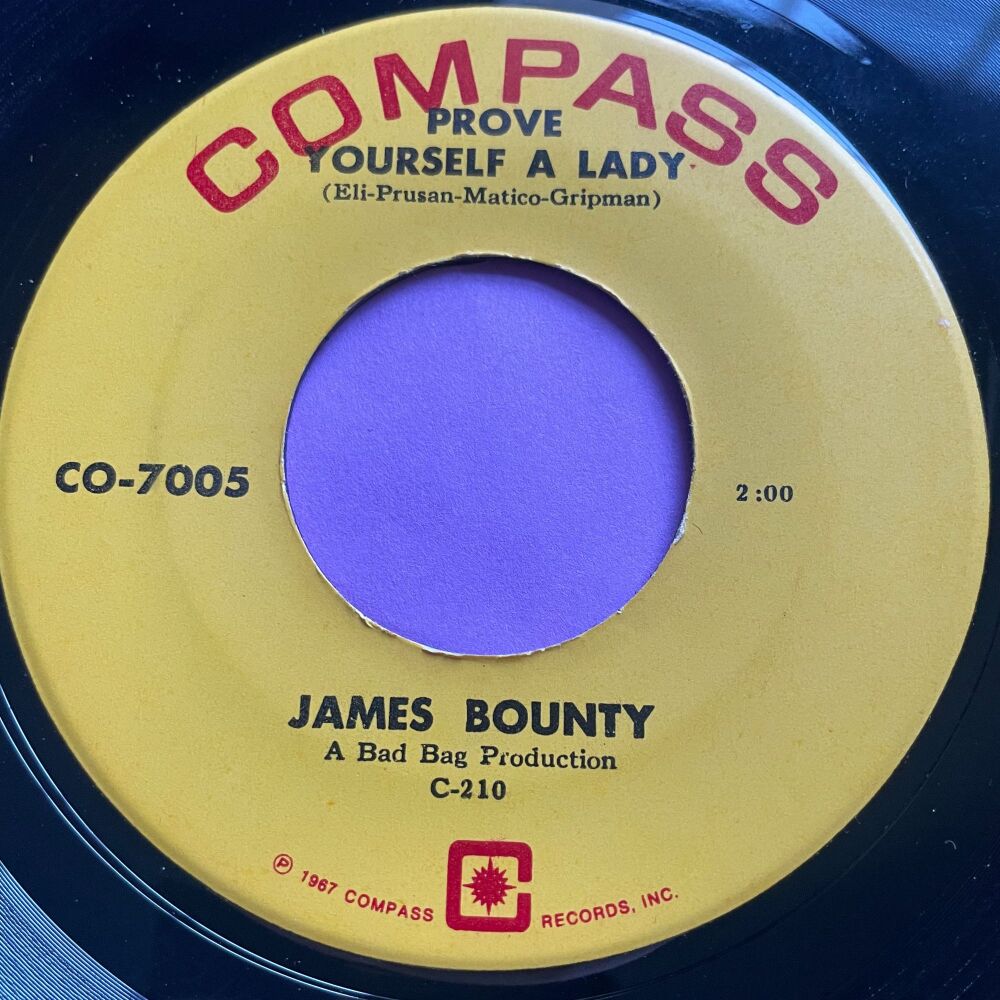 COMPASS
PROVE
YOURSELF A LADY
(Eli-Prusan-Matico-Gripman)
CO-7005
2:00
JAMES BOUNTY
A Bad Bag Production
C-210
℗ 1967 COMPASS RECORDS, INC.